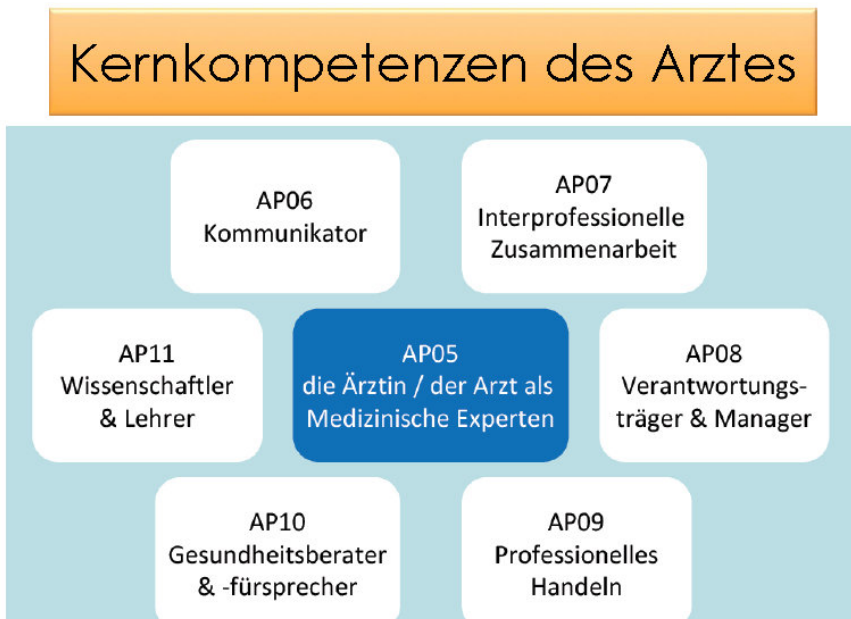 Kernkompetenzen des Arztes
AP06
Kommunikator
AP07
Interprofessionelle
Zusammenarbeit
AP11
Wissenschaftler
& Lehrer
AP05
die Ärztin / der Arzt als
Medizinische Experten
AP08
Verantwortungs-
träger & Manager
AP10
Gesundheitsberater
& -fürsprecher
AP09
Professionelles
Handeln